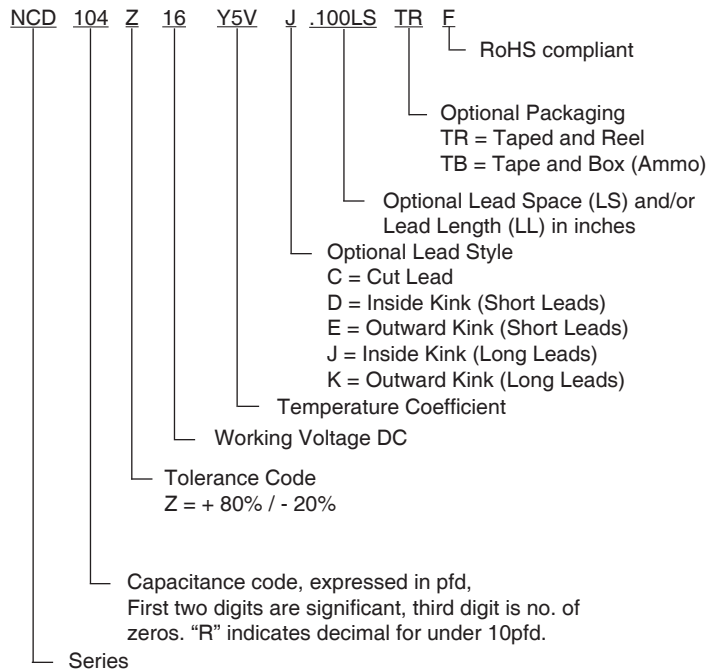 NCD 104 Z 16 Y5V J .100LS TR F
RoHS compliant
Optional Packaging
TR = Taped and Reel
TB = Tape and Box (Ammo)
Optional Lead Space (LS) and/or
Lead Length (LL) in inches
Optional Lead Style
C = Cut Lead
D = Inside Kink (Short Leads)
E = Outward Kink (Short Leads)
J = Inside Kink (Long Leads)
K = Outward Kink (Long Leads)
Temperature Coefficient
Working Voltage DC
Tolerance Code
Z = + 80% / - 20%
Capacitance code, expressed in pfd,
First two digits are significant, third digit is no. of
zeros. “R” indicates decimal for under 10pfd.
Series